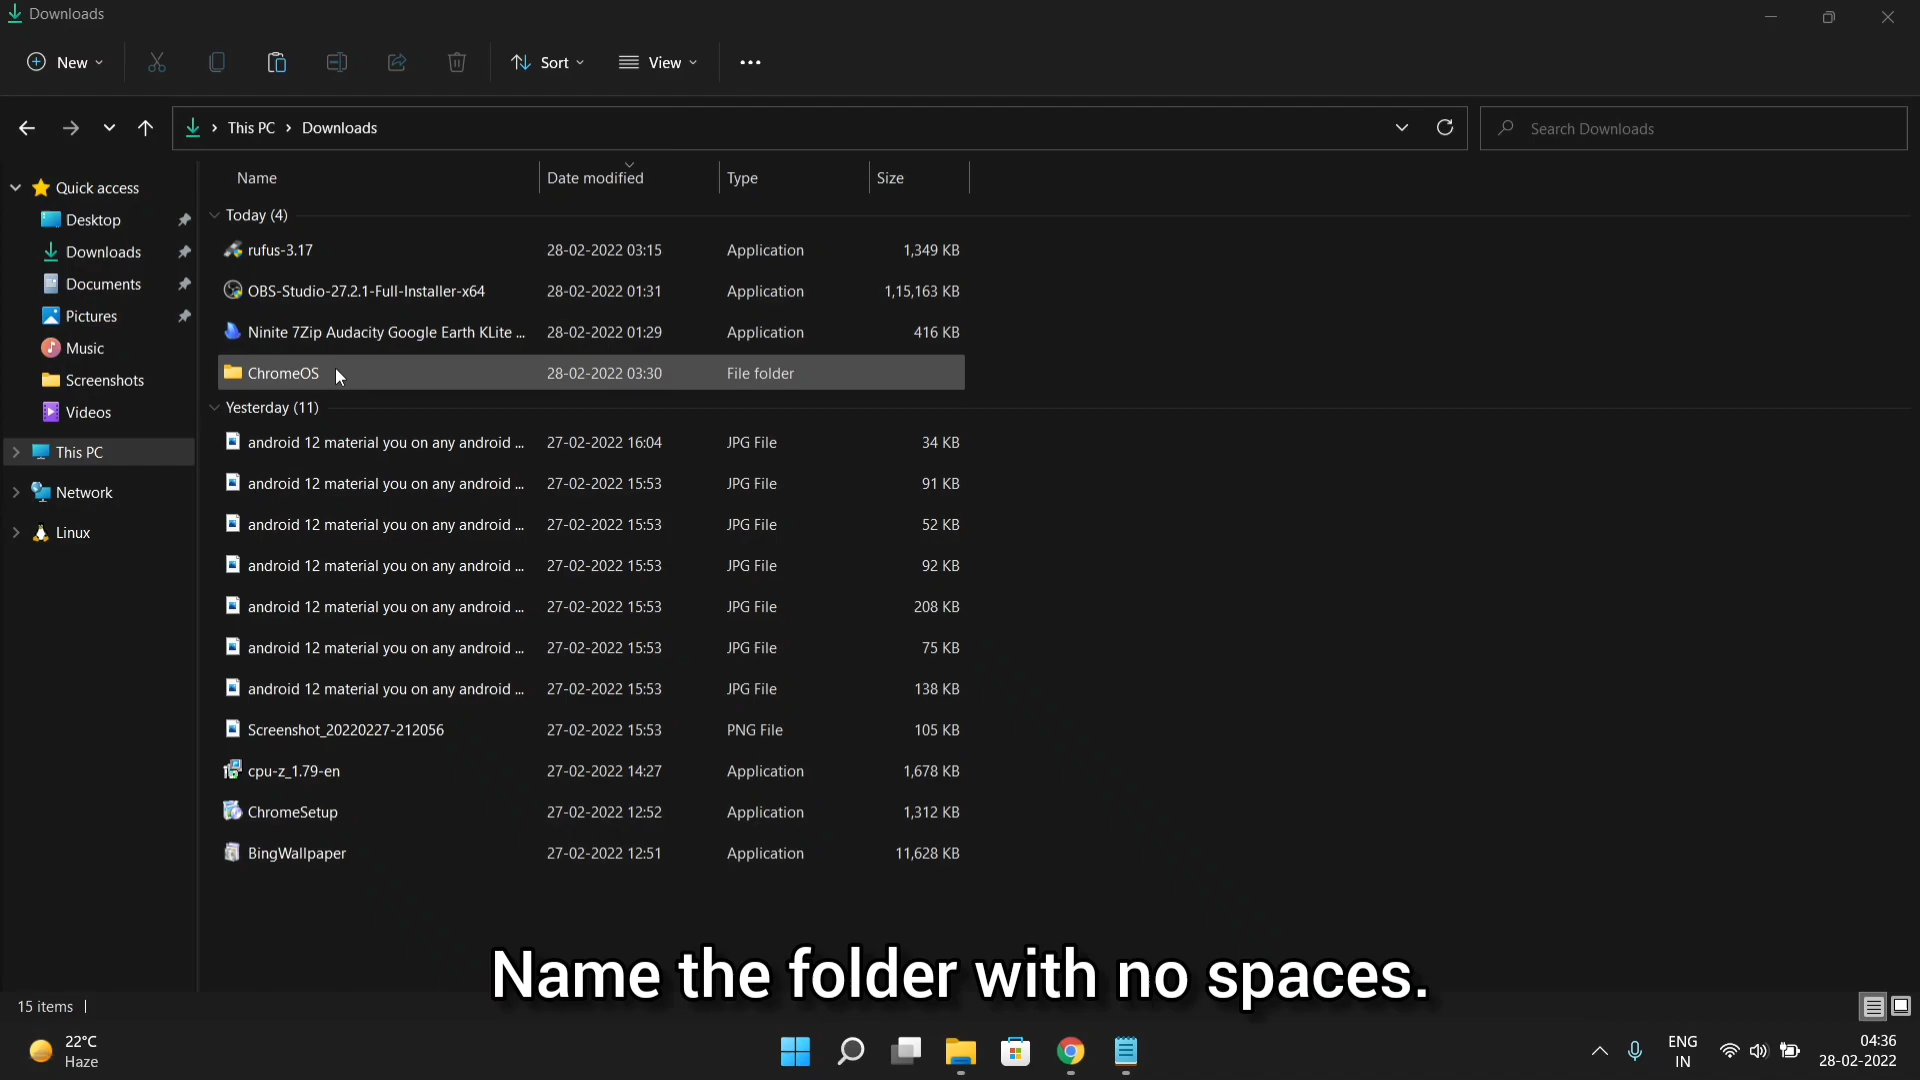 Downloads
New
Sort
View
This PC
Downloads
Search Downloads
Quick access
Desktop
Downloads
Documents
Pictures
Music
Screenshots
Videos
This PC
Network
Linux
Name Date modified Type Size
Today (4)
rufus-3.17 28-02-2022 03:15 Application 1,349 KB
OBS-Studio-27.2.1-Full-Installer-x64 28-02-2022 01:31 Application 1,15,163 KB
Ninite 7Zip Audacity Google Earth KLite ... 28-02-2022 01:29 Application 416 KB
ChromeOS 28-02-2022 03:30 File folder
Yesterday (11)
android 12 material you on any android ... 27-02-2022 16:04 JPG File 34 KB
android 12 material you on any android ... 27-02-2022 15:53 JPG File 91 KB
android 12 material you on any android ... 27-02-2022 15:53 JPG File 52 KB
android 12 material you on any android ... 27-02-2022 15:53 JPG File 92 KB
android 12 material you on any android ... 27-02-2022 15:53 JPG File 208 KB
android 12 material you on any android ... 27-02-2022 15:53 JPG File 75 KB
android 12 material you on any android ... 27-02-2022 15:53 JPG File 138 KB
Screenshot_20220227-212056 27-02-2022 15:53 PNG File 105 KB
cpu-z_1.79-en 27-02-2022 14:27 Application 1,678 KB
ChromeSetup 27-02-2022 12:52 Application 1,312 KB
BingWallpaper 27-02-2022 12:51 Application 11,628 KB
Name the folder with no spaces.
15 items
22°C
Haze
ENG
IN
04:36
28-02-2022